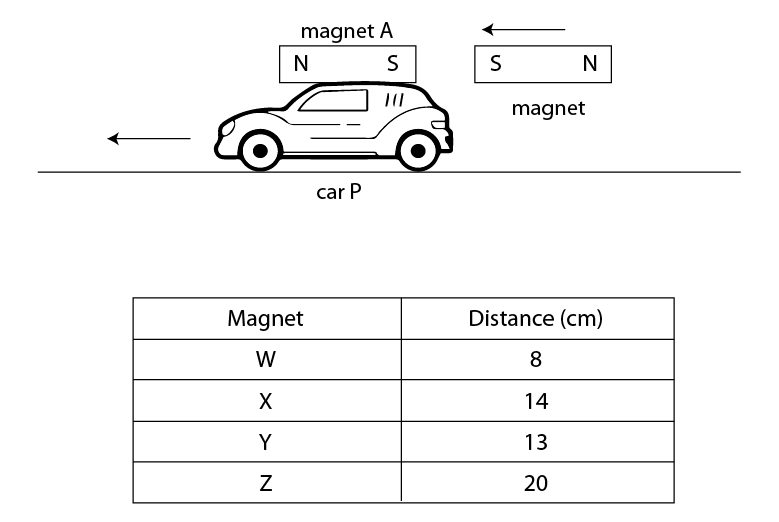 magnet A
N S S N
magnet
car P
Magnet Distance (cm)
W 8
X 14
Y 13
Z 20